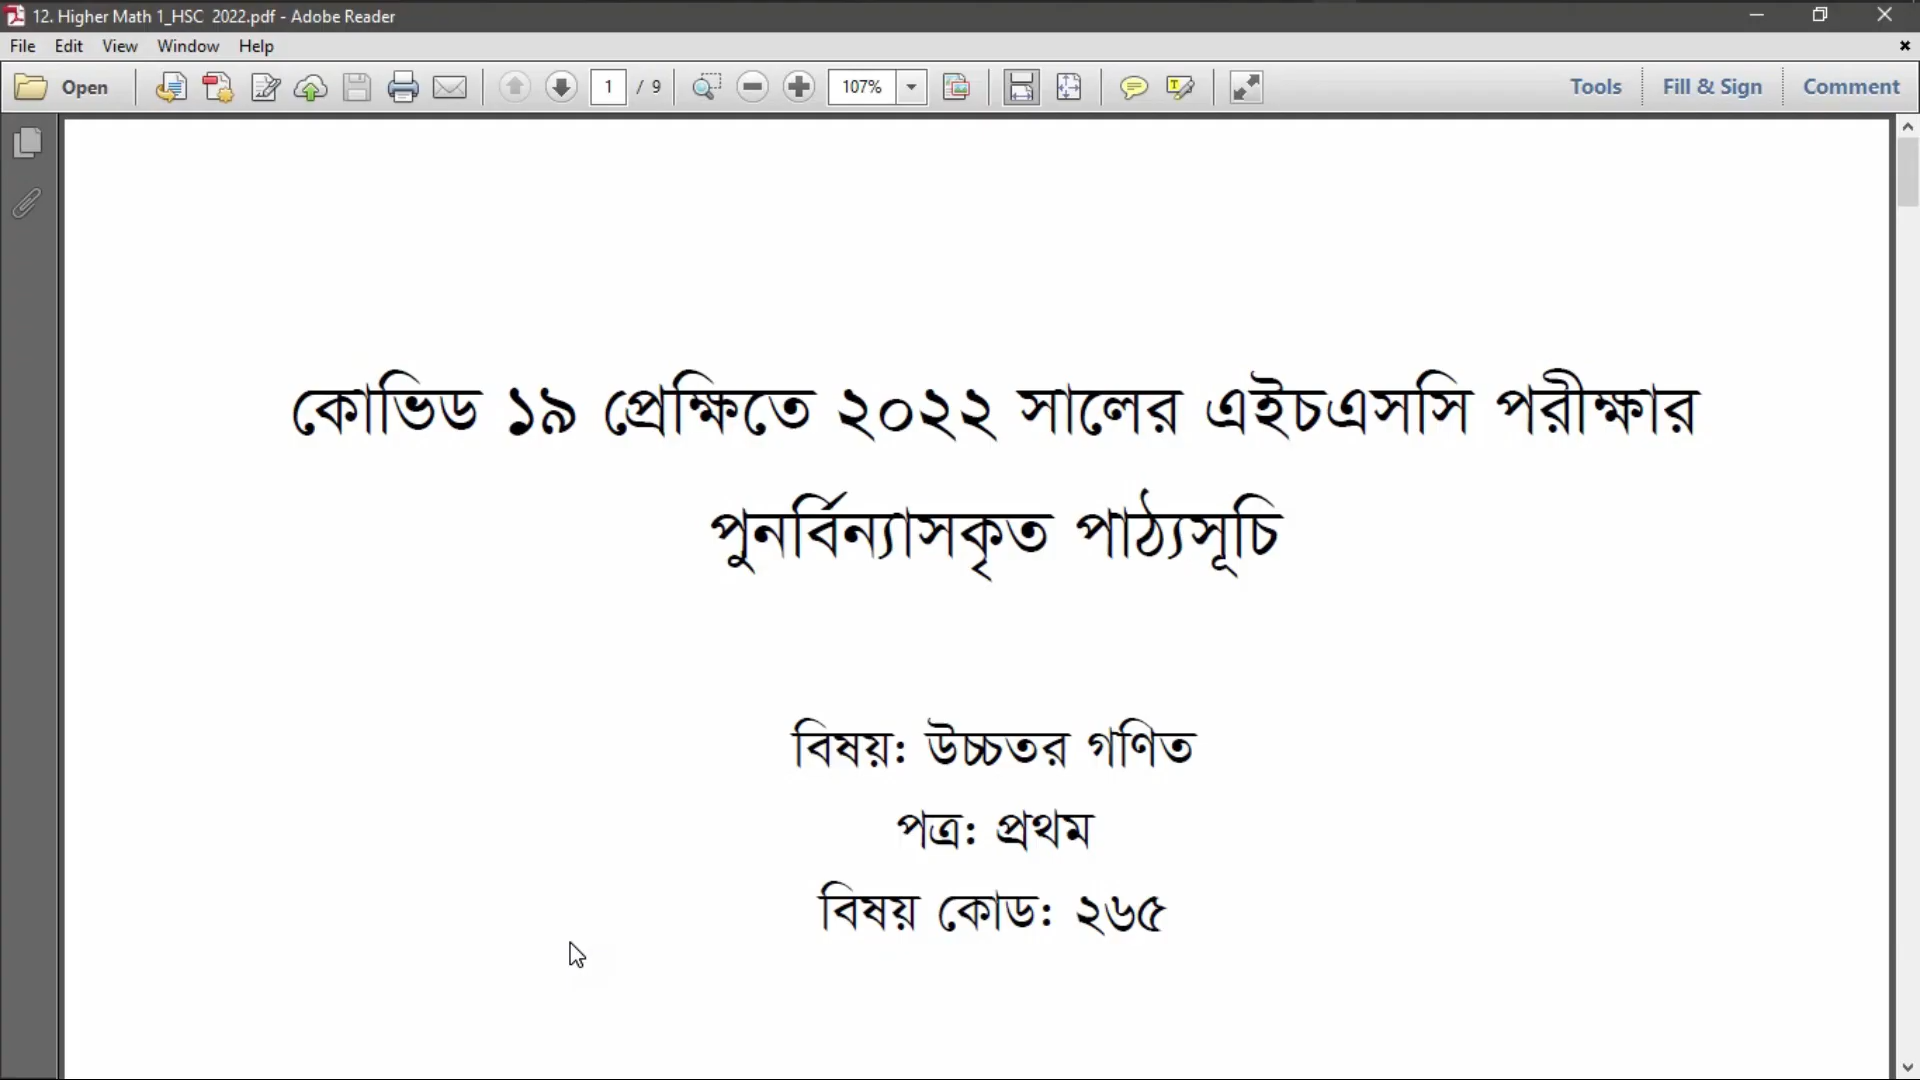 12. Higher Math 1_HSC  2022.pdf - Adobe Reader
File Edit View Window Help
Open 1 / 9 107% Tools Fill & Sign Comment
কোভিড ১৯ প্রেক্ষিতে ২০২২ সালের এইচএসসি পরীক্ষার
পুনর্বিন্যাসকৃত পাঠ্যসূচি
বিষয়: উচ্চতর গণিত
পত্র: প্রথম
বিষয় কোড: ২৬৫